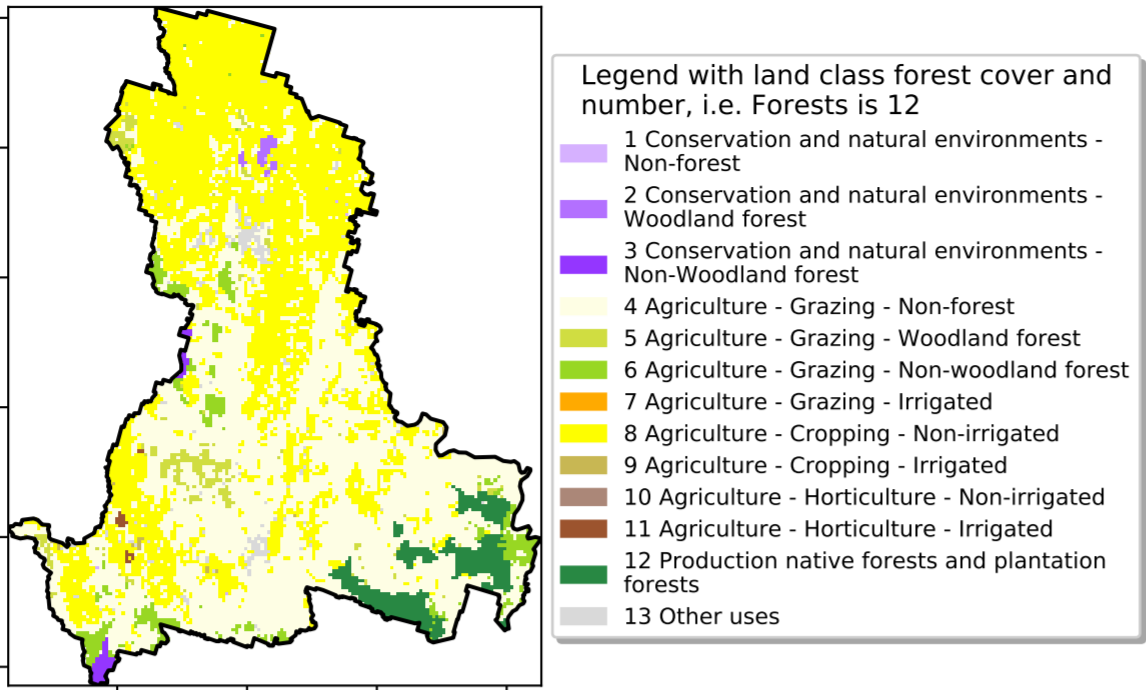 Legend with land class forest cover and
number, i.e. Forests is 12
1 Conservation and natural environments -
Non-forest
2 Conservation and natural environments -
Woodland forest
3 Conservation and natural environments -
Non-Woodland forest
4 Agriculture - Grazing - Non-forest
5 Agriculture - Grazing - Woodland forest
6 Agriculture - Grazing - Non-woodland forest
7 Agriculture - Grazing - Irrigated
8 Agriculture - Cropping - Non-irrigated
9 Agriculture - Cropping - Irrigated
10 Agriculture - Horticulture - Non-irrigated
11 Agriculture - Horticulture - Irrigated
12 Production native forests and plantation
forests
13 Other uses